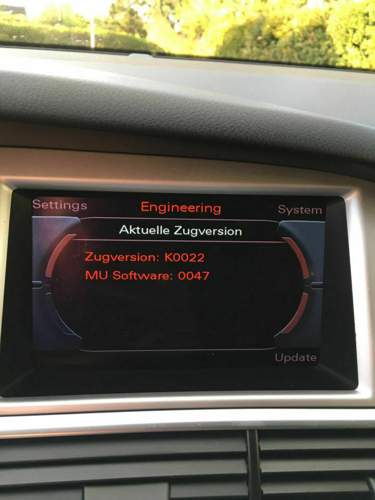 Settings
Engineering
System
Aktuelle Zugversion
Zugversion: K0022
MU Software: 0047
Update